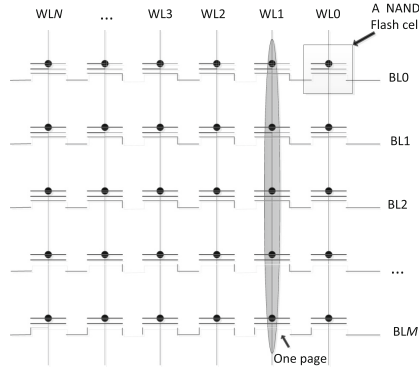 A NAND
Flash cel
WLN ... WL3 WL2 WL1 WL0
BL0
BL1
BL2
...
BLM
One page